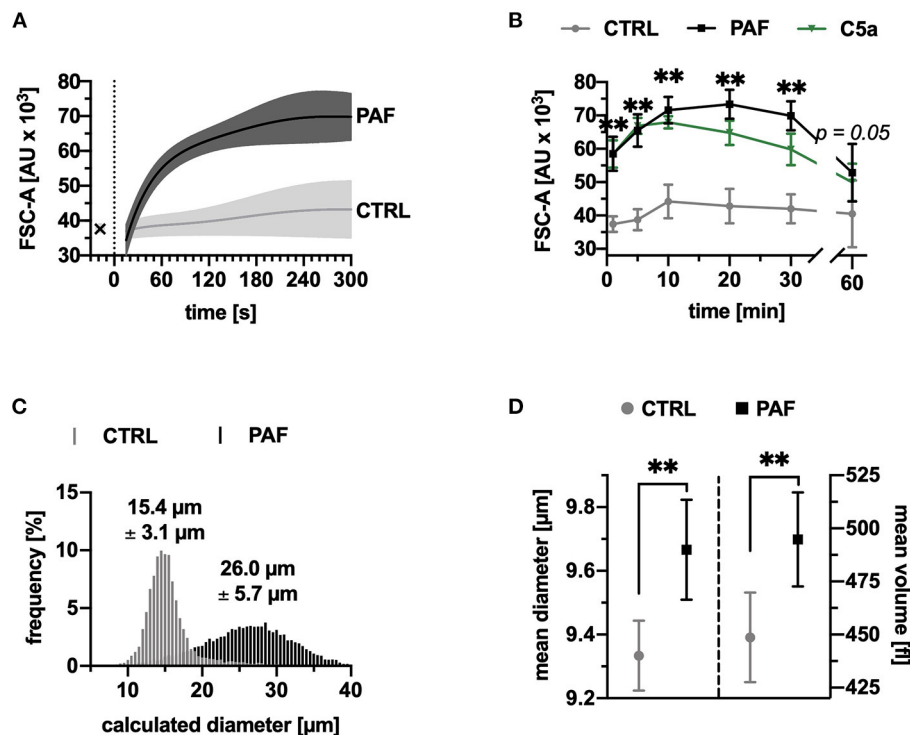 A
FSC-A [AU x 10³]
80
70
60
50
40
30
×
PAF
CTRL
0 60 120 180 240 300
time [s]
B
CTRL PAF C5a
FSC-A [AU x 10³]
80
70
60
50
40
30
** ** ** ** **
p = 0.05
0 10 20 30 60
time [min]
C
CTRL PAF
frequency [%]
15
10
5
0
15.4 µm
± 3.1 µm
26.0 µm
± 5.7 µm
10 20 30 40
calculated diameter [µm]
D
CTRL PAF
mean diameter [µm]
9.8
9.6
9.4
9.2
** **
525
500
475
450
425
mean volume [fl]